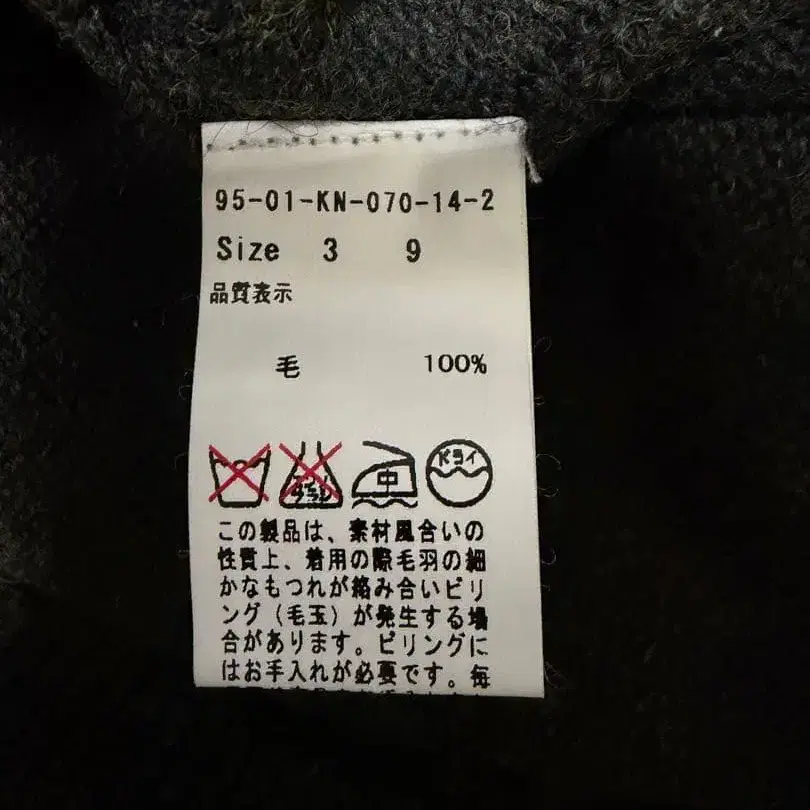 95-01-KN-070-14-2
Size 3 9
品質表示
毛 100%
中 ドライ
この製品は、素材風合いの
性質上、着用の際毛羽の細
かなもつれが絡み合いピリ
ング(毛玉)が発生する場
合があります。ピリングに
はお手入れが必要です。毎